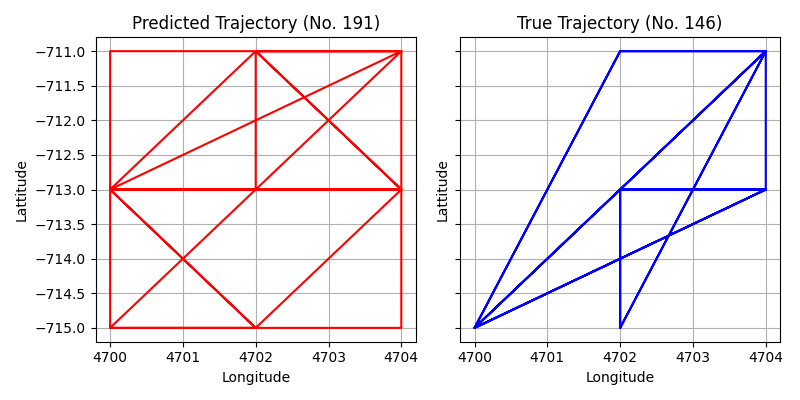 Predicted Trajectory (No. 191)
True Trajectory (No. 146)
−711.0
−711.5
−712.0
−712.5
−713.0
−713.5
−714.0
−714.5
−715.0
Lattitude
Lattitude
4700 4701 4702 4703 4704
4700 4701 4702 4703 4704
Longitude
Longitude